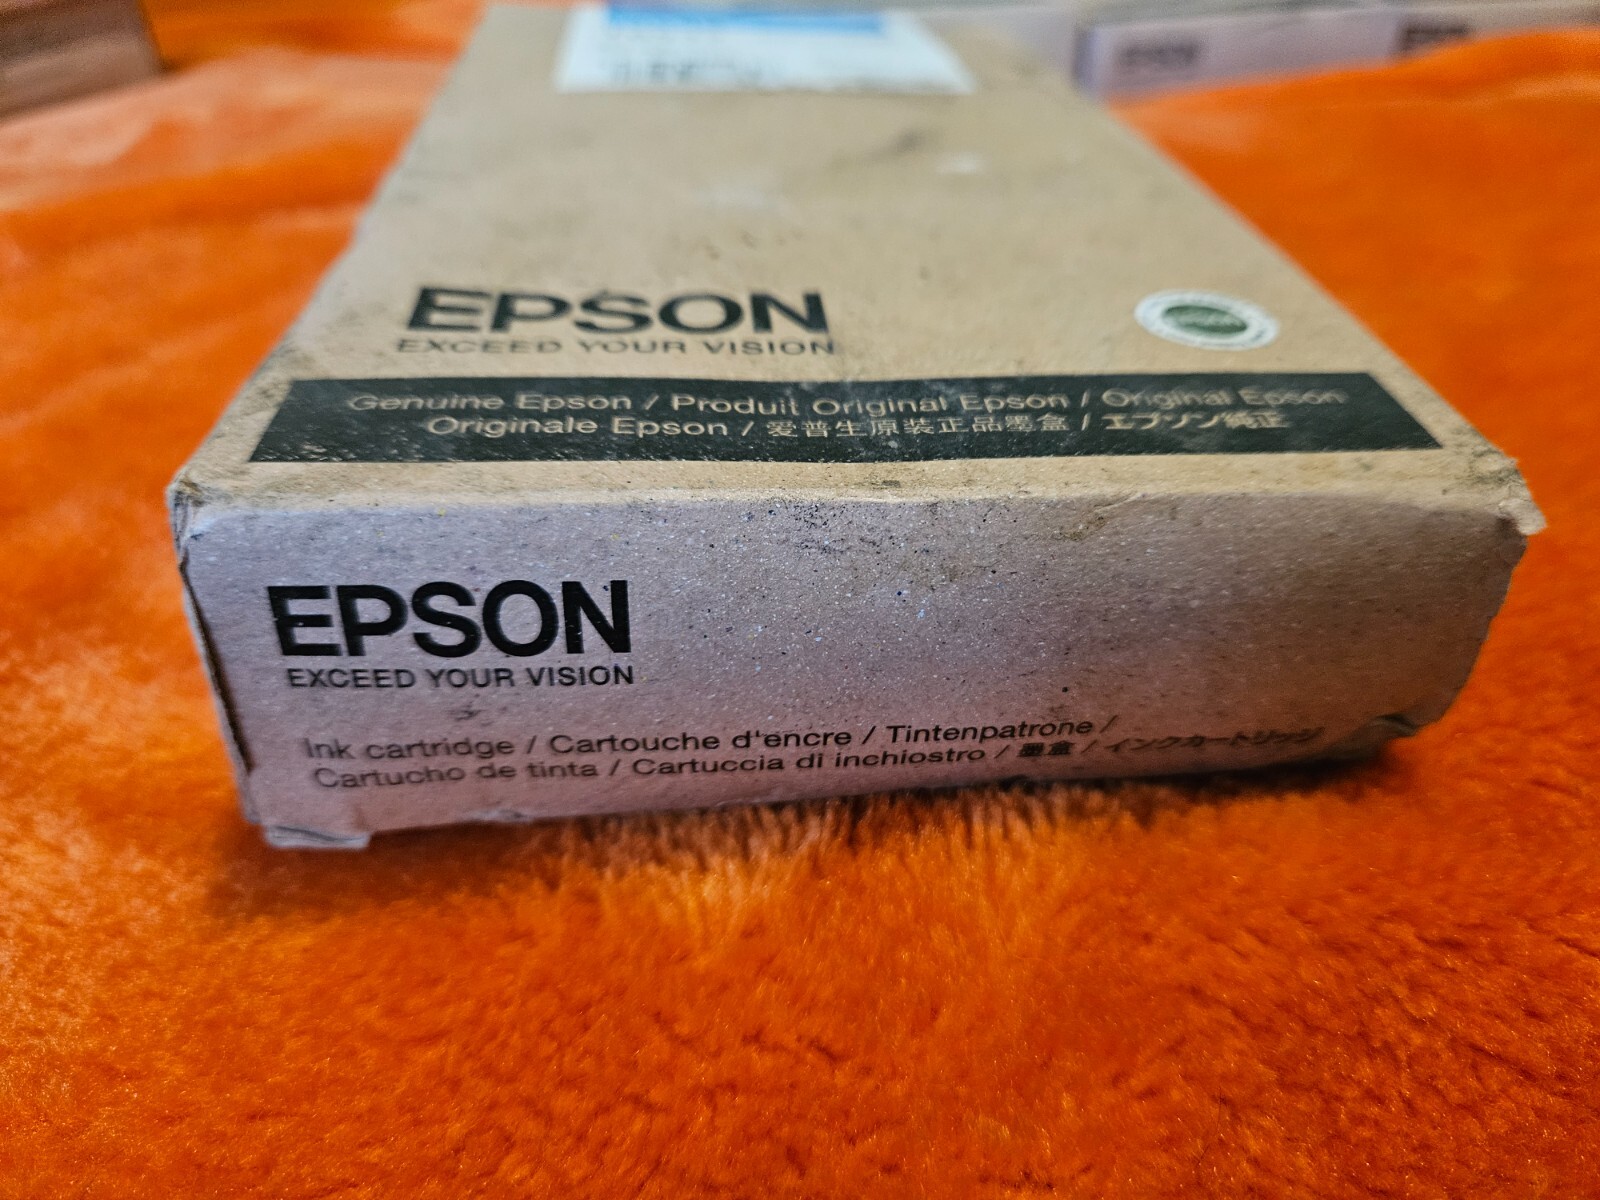 EPSON
EXCEED YOUR VISION
Genuine Epson / Produit Original Epson / Original Epson
Originale Epson / 爱普生原装正品墨盒 / エプソン純正
EPSON
EXCEED YOUR VISION
Ink cartridge / Cartouche d'encre / Tintenpatrone /
Cartucho de tinta / Cartuccia di inchiostro / 墨盒 / インクカートリッジ